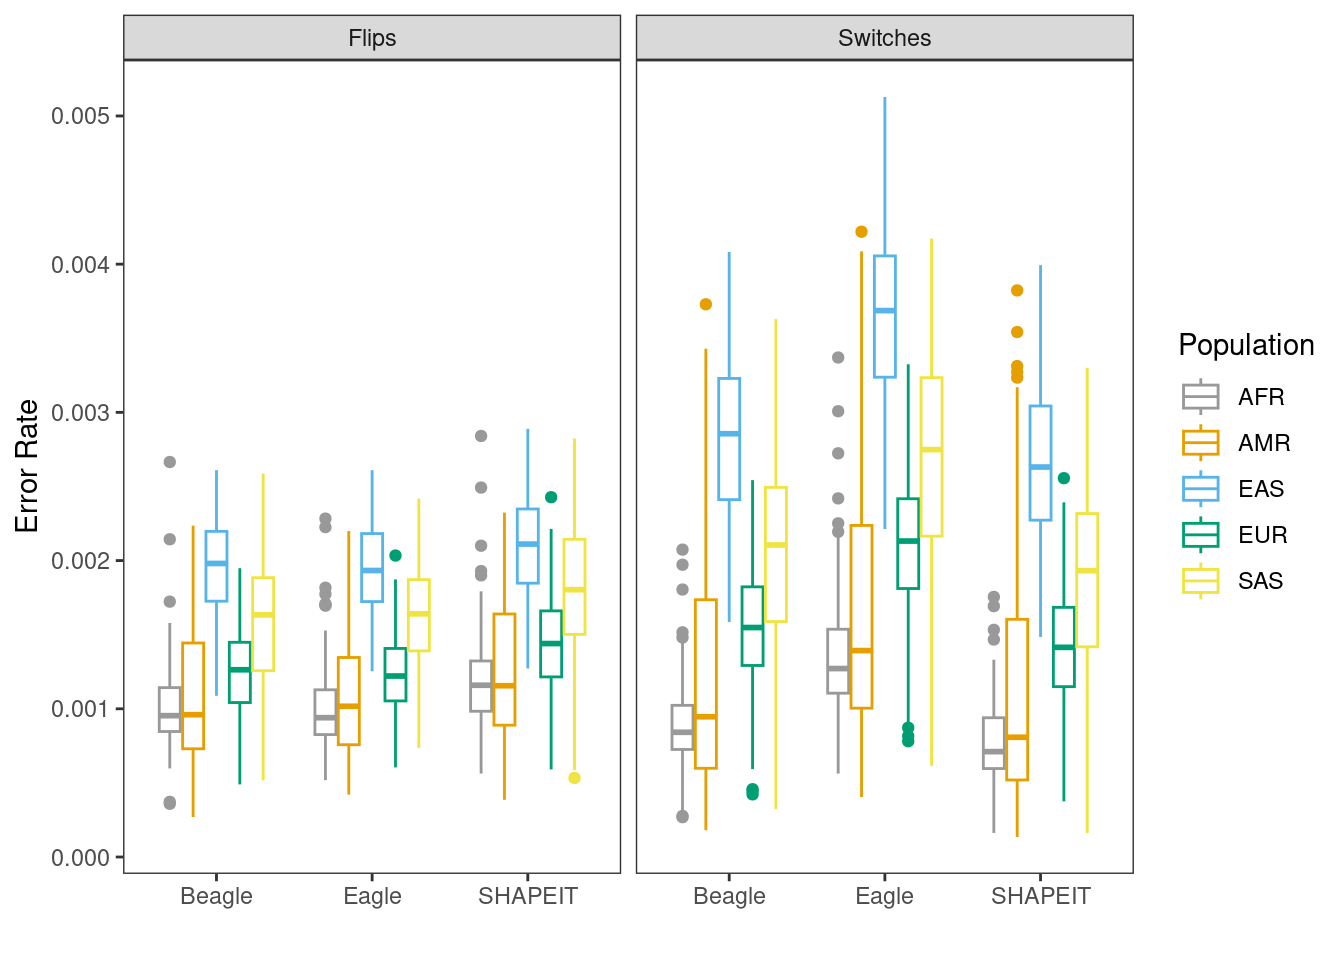 Flips
Switches
Error Rate
0.005
0.004
0.003
0.002
0.001
0.000
Beagle
Eagle
SHAPEIT
Beagle
Eagle
SHAPEIT
Population
AFR
AMR
EAS
EUR
SAS